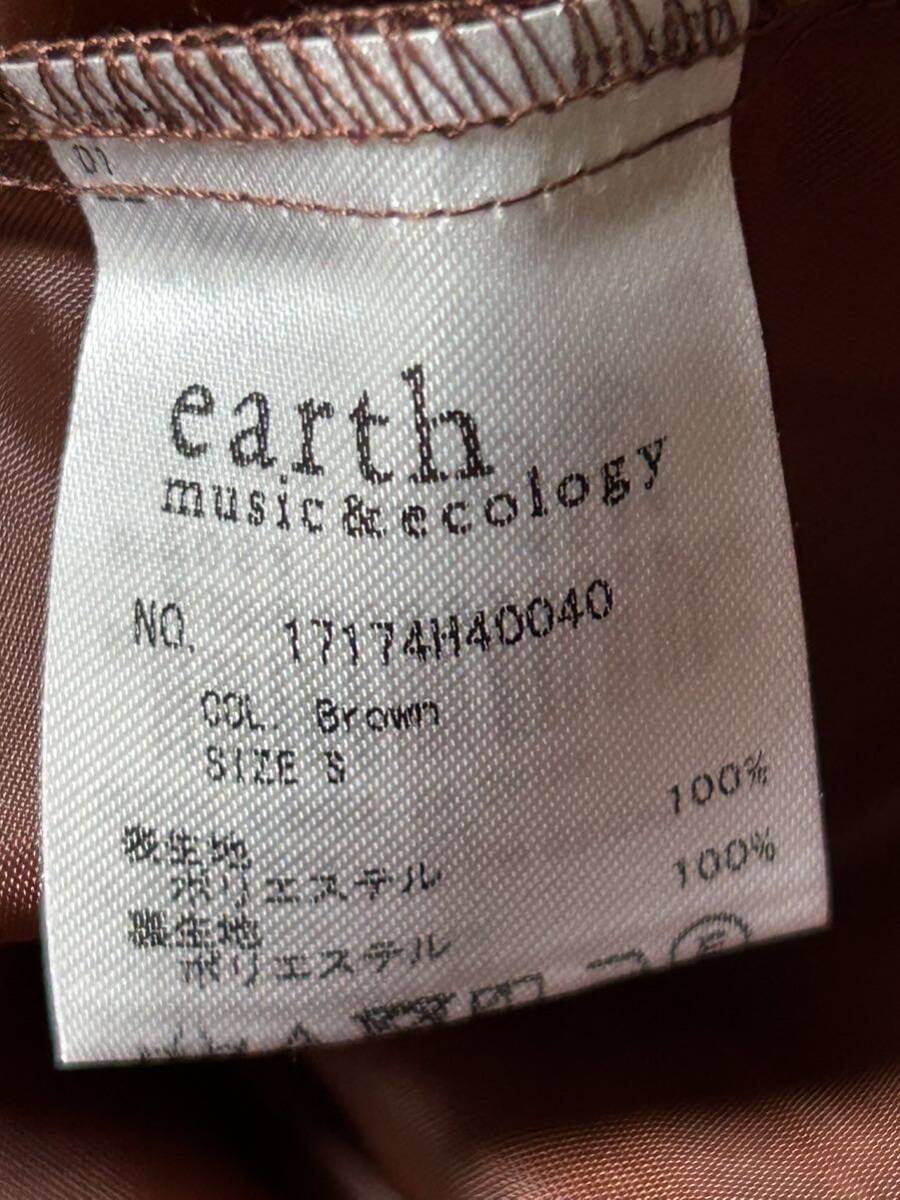 01
earth
music&ecology
NO. 17174H40040
COL. Brown
SIZE S
表生地
ポリエステル 100%
裏生地
ポリエステル 100%